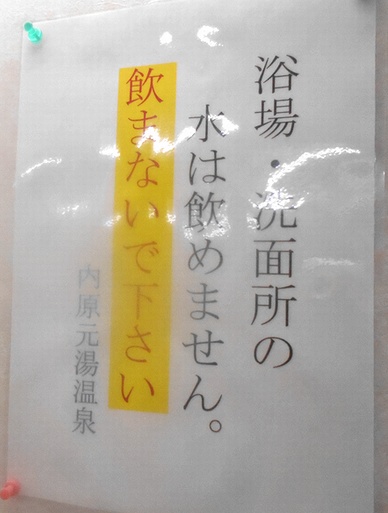 浴場・洗面所の
水は飲めません。
飲まないで下さい
内原元湯温泉